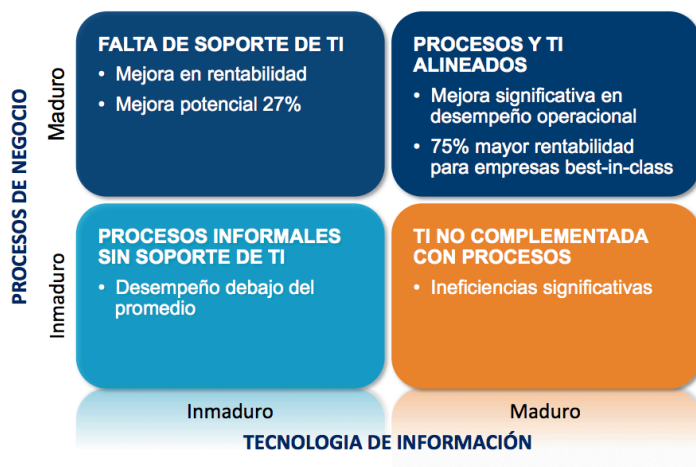 FALTA DE SOPORTE DE TI
• Mejora en rentabilidad
• Mejora potencial 27%
PROCESOS Y TI
ALINEADOS
• Mejora significativa en
desempeño operacional
• 75% mayor rentabilidad
para empresas best-in-class
PROCESOS INFORMALES
SIN SOPORTE DE TI
• Desempeño debajo del
promedio
TI NO COMPLEMENTADA
CON PROCESOS
• Ineficiencias significativas
PROCESOS DE NEGOCIO
Maduro
Inmaduro
Inmaduro
Maduro
TECNOLOGIA DE INFORMACIÓN